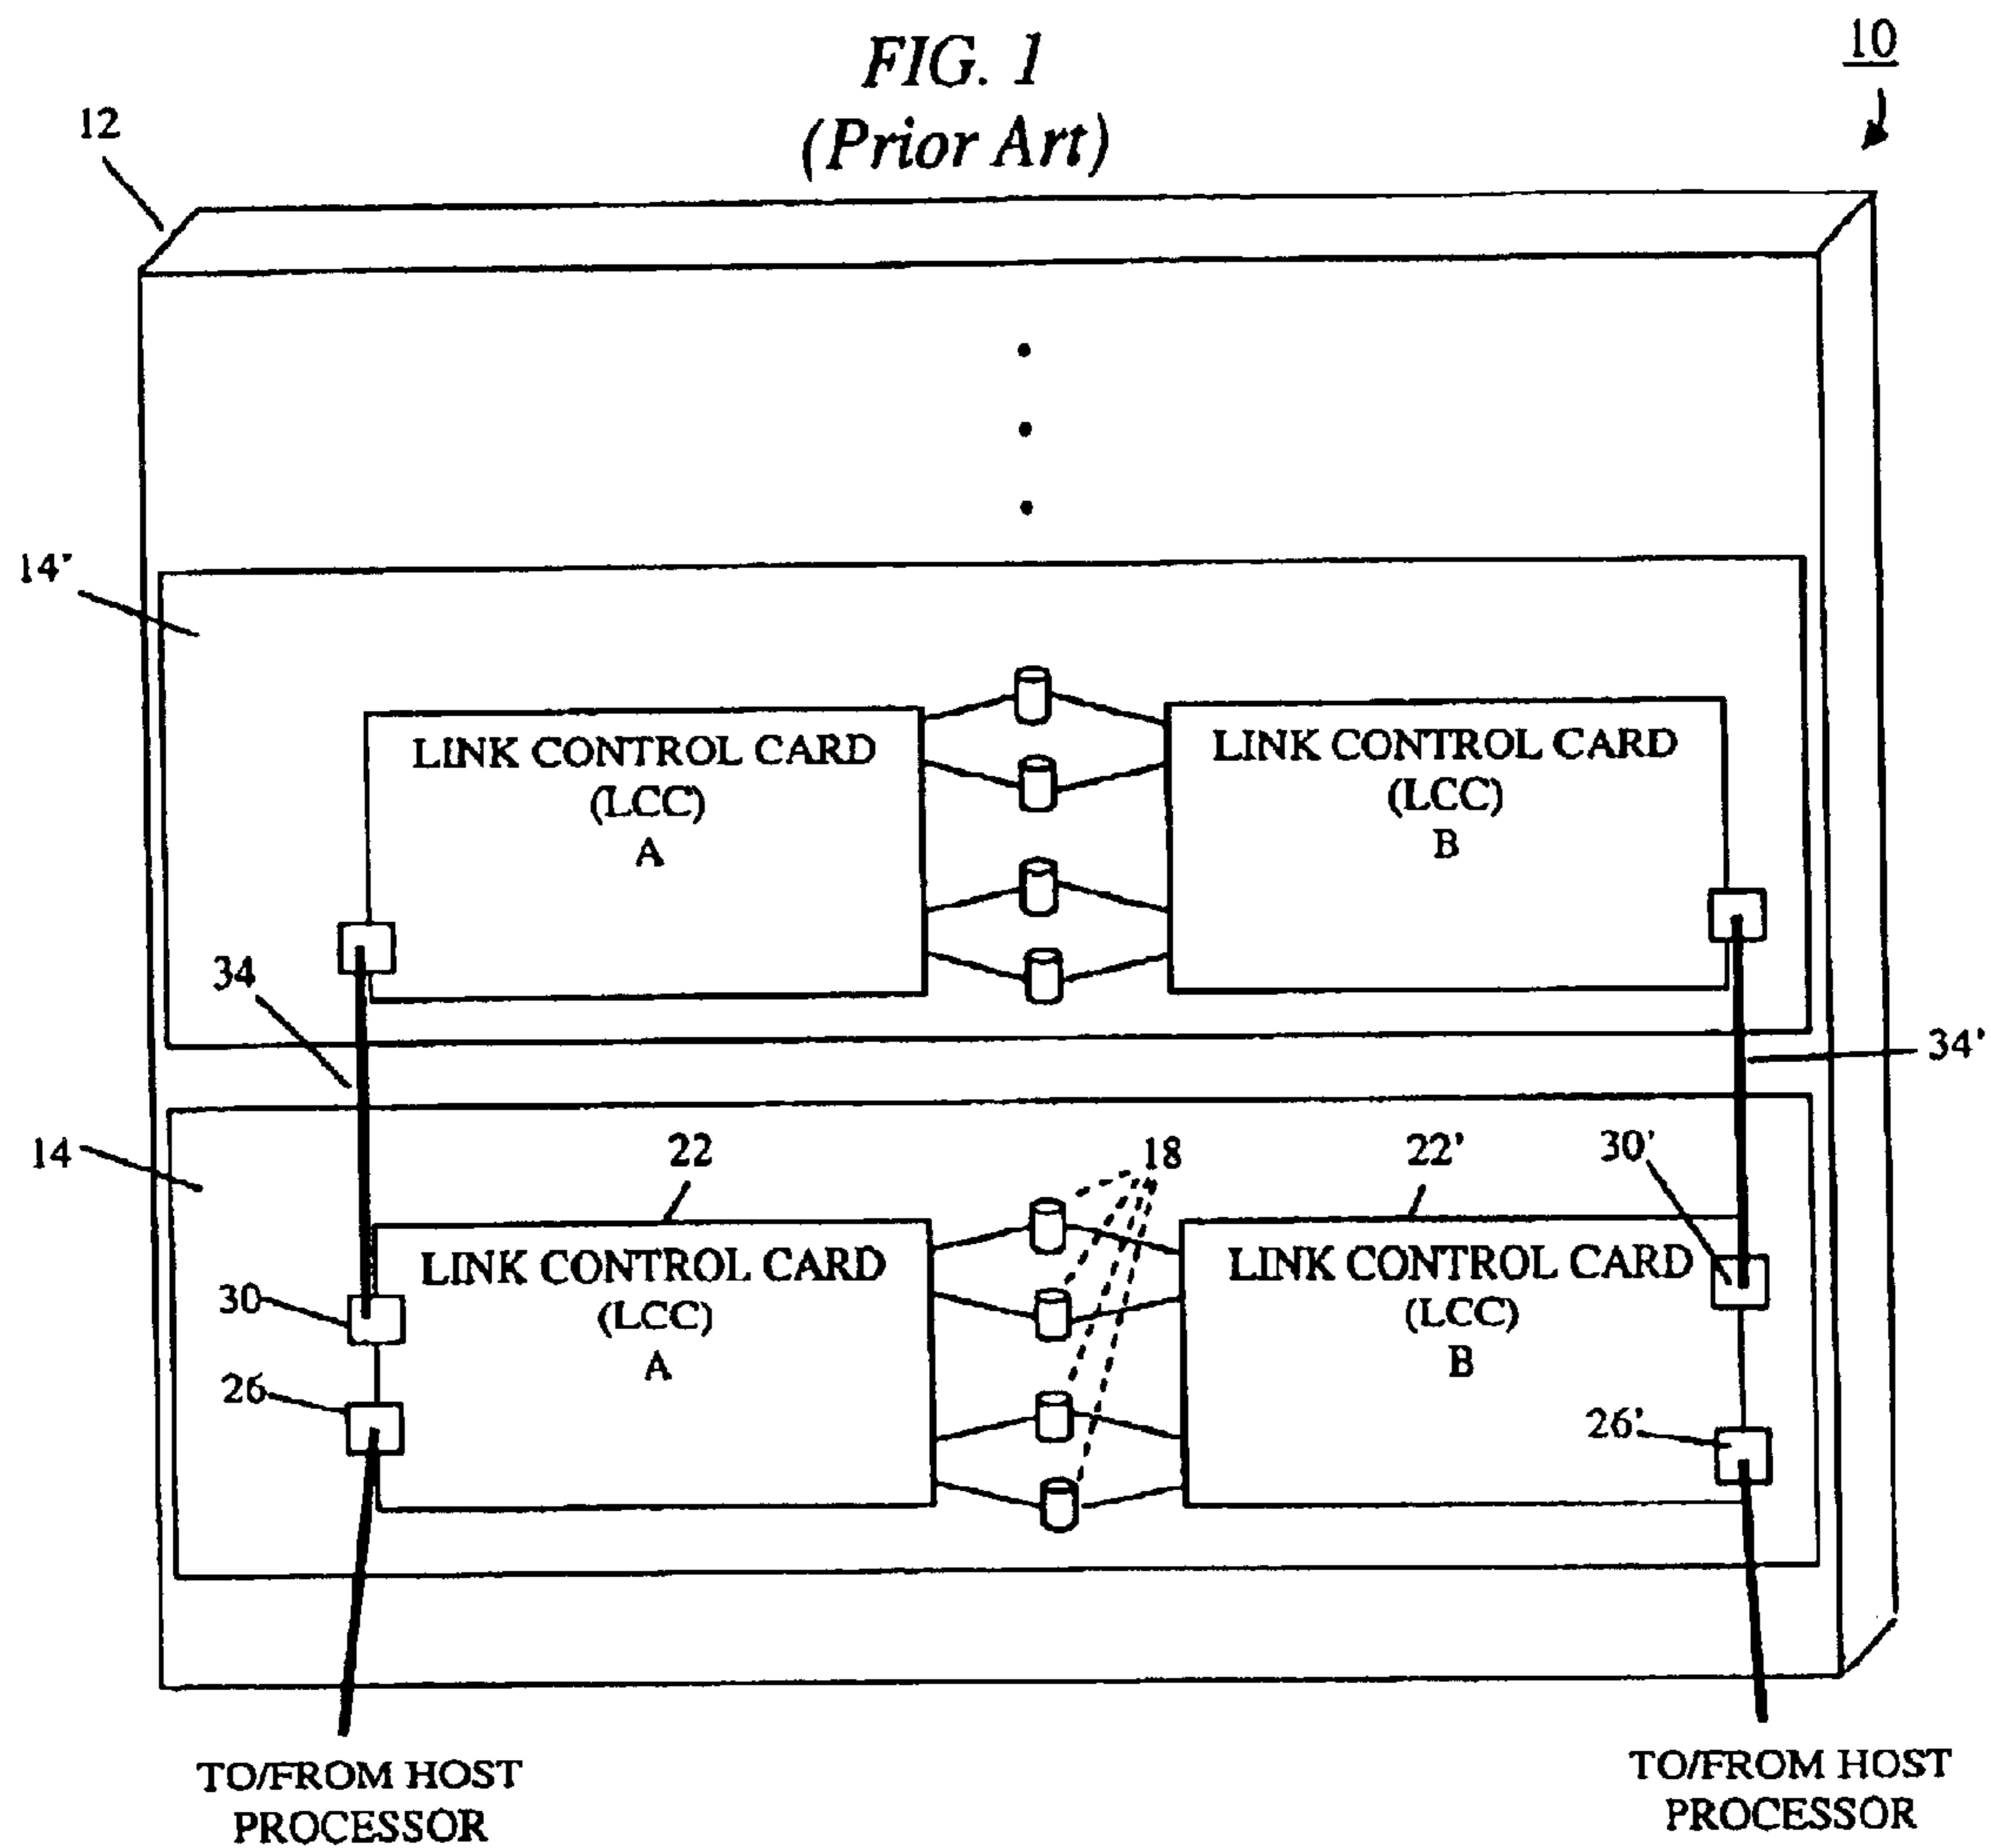 FIG. 1
(Prior Art)
10
12
14'
LINK CONTROL CARD
(LCC)
A
LINK CONTROL CARD
(LCC)
B
34
34'
14
22
18
22'
30'
LINK CONTROL CARD
(LCC)
A
LINK CONTROL CARD
(LCC)
B
30
26
26'
TO/FROM HOST
PROCESSOR
TO/FROM HOST
PROCESSOR